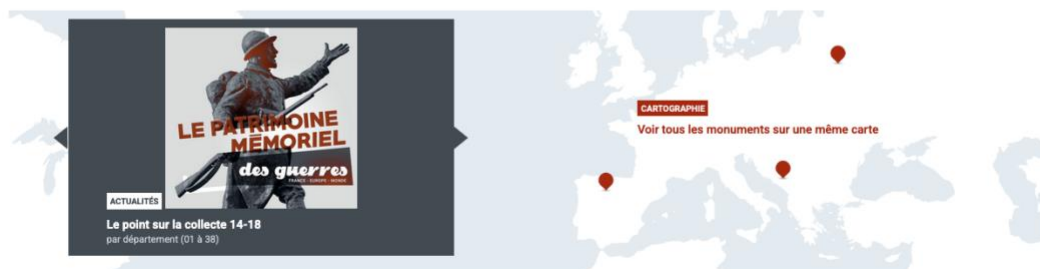 LE PATRIMOINE
MÉMORIEL
des guerres
FRANCE - EUROPE - MONDE
ACTUALITÉS
Le point sur la collecte 14-18
par département (01 à 38)
CARTOGRAPHIE
Voir tous les monuments sur une même carte